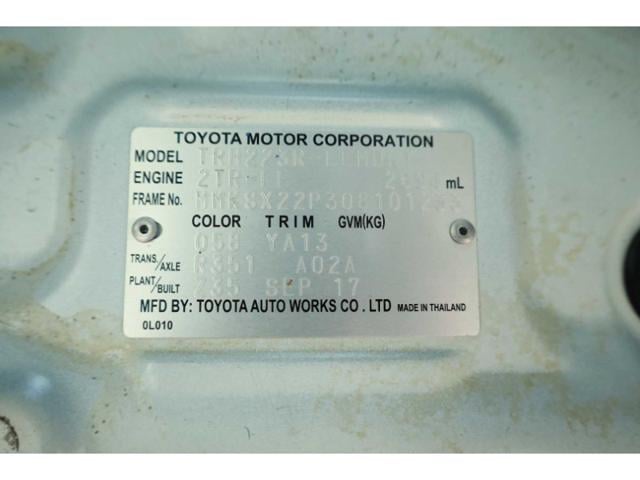 TOYOTA MOTOR CORPORATION
MODEL
ENGINE mL
FRAME No.
COLOR TRIM GVM(KG)
058 YA13
TRANS./AXLE R351 A02A
PLANT/BUILT 235 SEP 17
MFD BY: TOYOTA AUTO WORKS CO . LTD MADE IN THAILAND
0L010